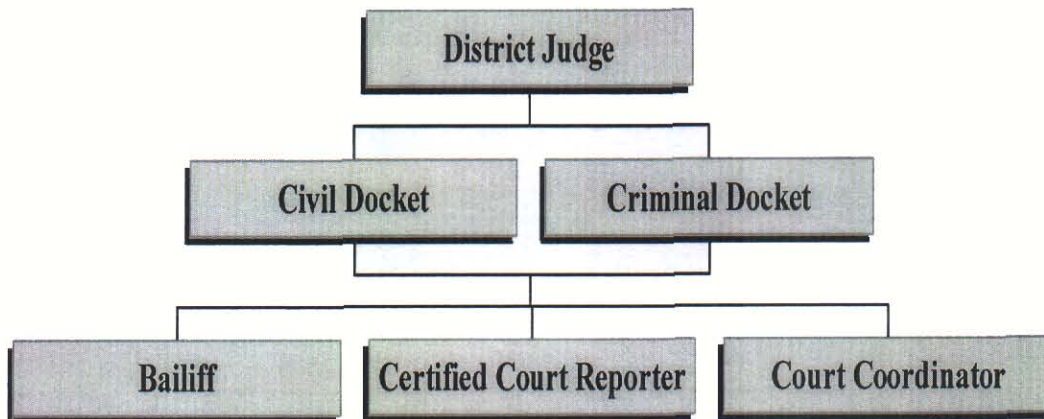 District Judge
Civil Docket
Criminal Docket
Bailiff
Certified Court Reporter
Court Coordinator